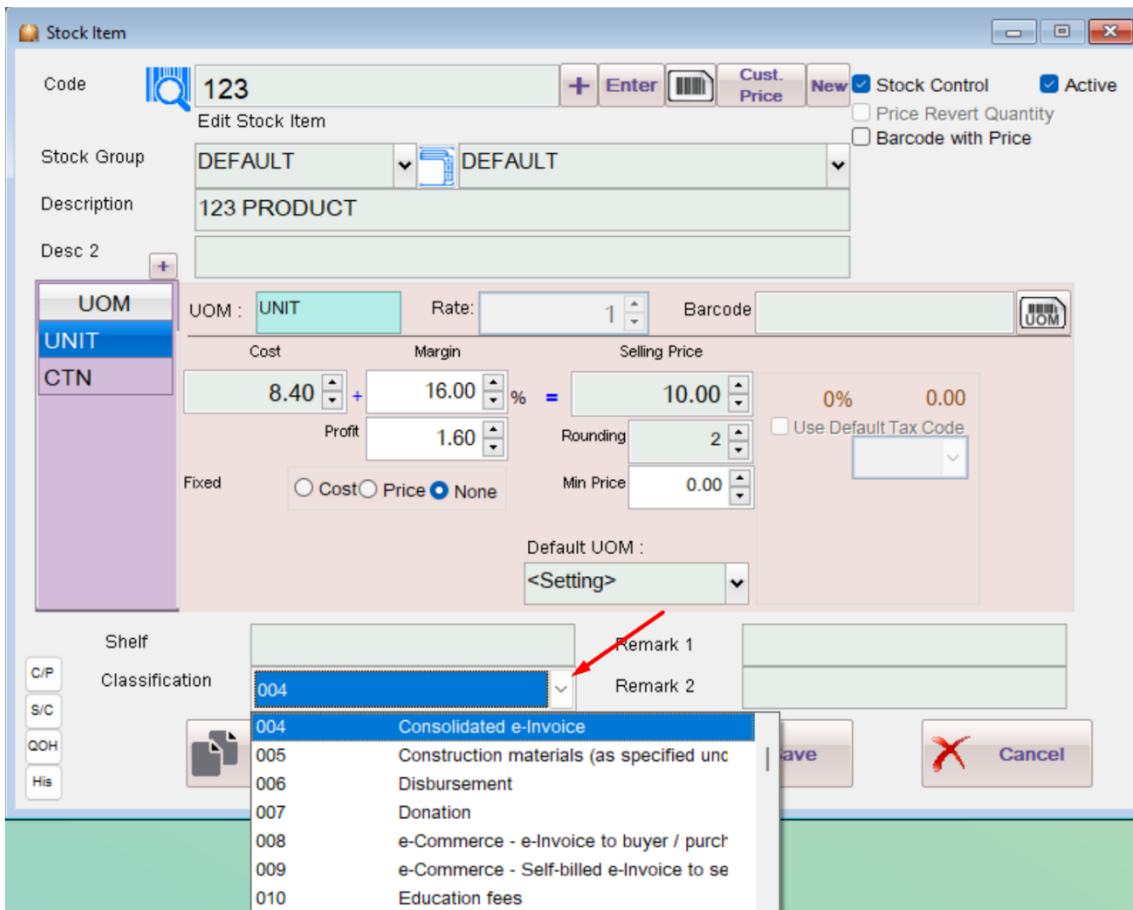 Stock Item
Code 123 + Enter Cust. Price New Stock Control Active
Edit Stock Item Price Revert Quantity
Barcode with Price
Stock Group DEFAULT DEFAULT
Description 123 PRODUCT
Desc 2 +
UOM UOM : UNIT Rate: 1 Barcode UOM
UNIT
Cost Margin Selling Price
CTN
8.40 + 16.00 % = 10.00 0% 0.00
Profit 1.60 Rounding 2 Use Default Tax Code
Fixed Cost Price None Min Price 0.00
Default UOM :
<Setting>
Shelf Remark 1
C/P Classification 004 Remark 2
S/C
QOH
His
004 Consolidated e-Invoice
005 Construction materials (as specified und
006 Disbursement
007 Donation
008 e-Commerce - e-Invoice to buyer / purch
009 e-Commerce - Self-billed e-Invoice to se
010 Education fees
ave Cancel